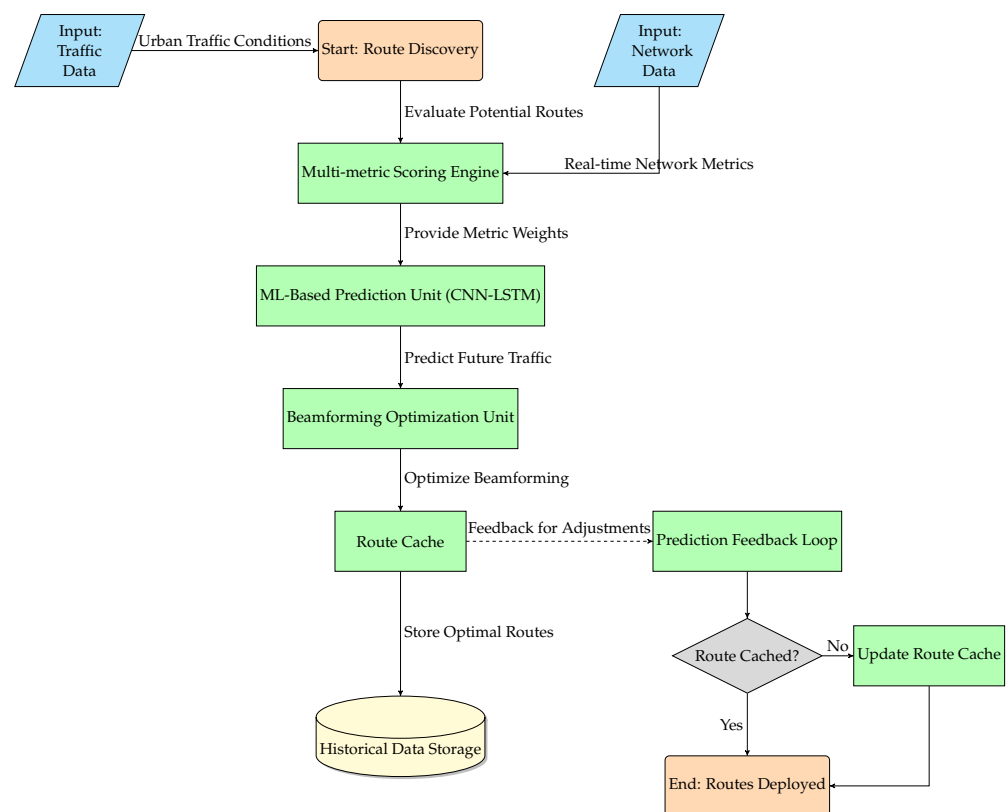 Input:
Traffic
Data
Urban Traffic Conditions
Start: Route Discovery
Input:
Network
Data
Evaluate Potential Routes
Multi-metric Scoring Engine
Real-time Network Metrics
Provide Metric Weights
ML-Based Prediction Unit (CNN-LSTM)
Predict Future Traffic
Beamforming Optimization Unit
Optimize Beamforming
Route Cache
Feedback for Adjustments
Prediction Feedback Loop
Store Optimal Routes
Route Cached?
No
Update Route Cache
Yes
Historical Data Storage
End: Routes Deployed